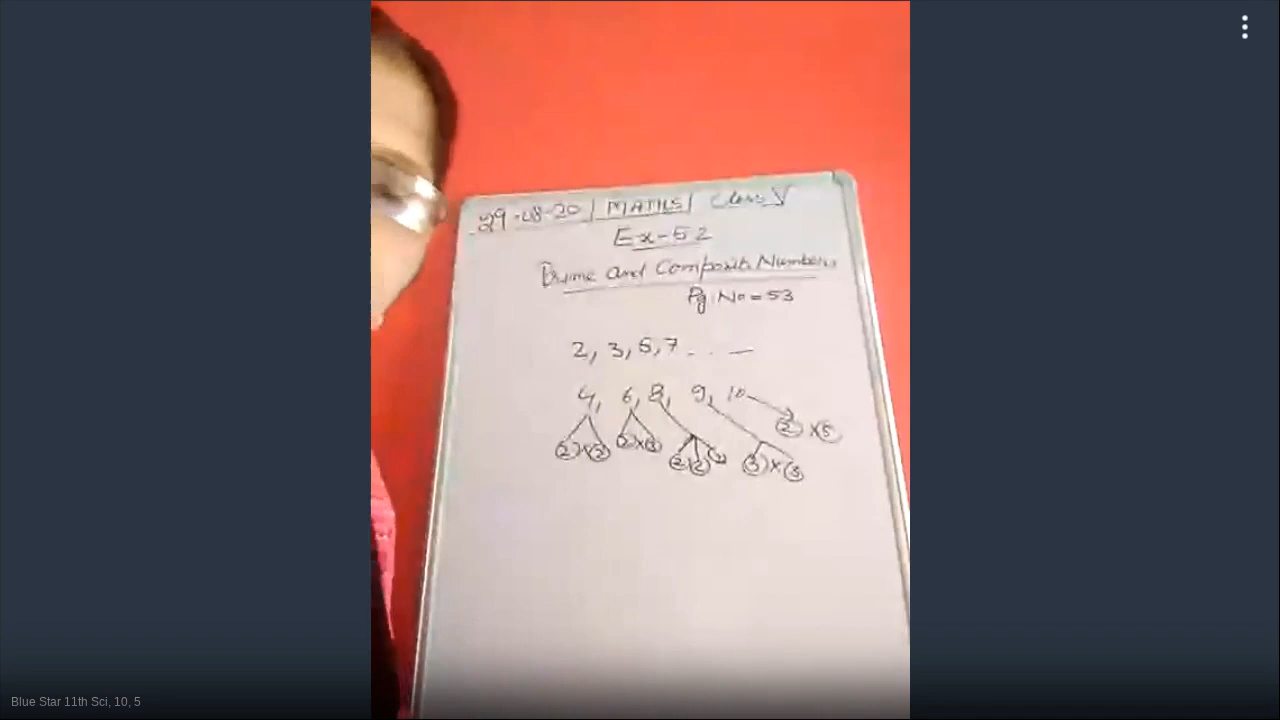 29-08-20 | MATHS | Class V
Ex-52
Prime and Composite Numbers
Pg No = 53
2, 3, 5, 7 . . . —
4, 6, 8, 9, 10
2 x 5
2 x 2 2 x 3 2 2 2 3 x 3
Blue Star 11th Sci, 10, 5